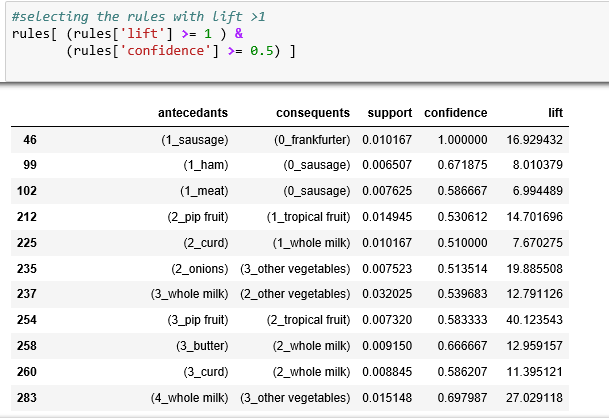 #selecting the rules with lift >1
rules[ (rules['lift'] >= 1 ) &
(rules['confidence'] >= 0.5) ]
antecedants consequents support confidence lift
46 (1_sausage) (0_frankfurter) 0.010167 1.000000 16.929432
99 (1_ham) (0_sausage) 0.006507 0.671875 8.010379
102 (1_meat) (0_sausage) 0.007625 0.586667 6.994489
212 (2_pip fruit) (1_tropical fruit) 0.014945 0.530612 14.701696
225 (2_curd) (1_whole milk) 0.010167 0.510000 7.670275
235 (2_onions) (3_other vegetables) 0.007523 0.513514 19.885508
237 (3_whole milk) (2_other vegetables) 0.032025 0.539683 12.791126
254 (3_pip fruit) (2_tropical fruit) 0.007320 0.583333 40.123543
258 (3_butter) (2_whole milk) 0.009150 0.666667 12.959157
260 (3_curd) (2_whole milk) 0.008845 0.586207 11.395121
283 (4_whole milk) (3_other vegetables) 0.015148 0.697987 27.029118